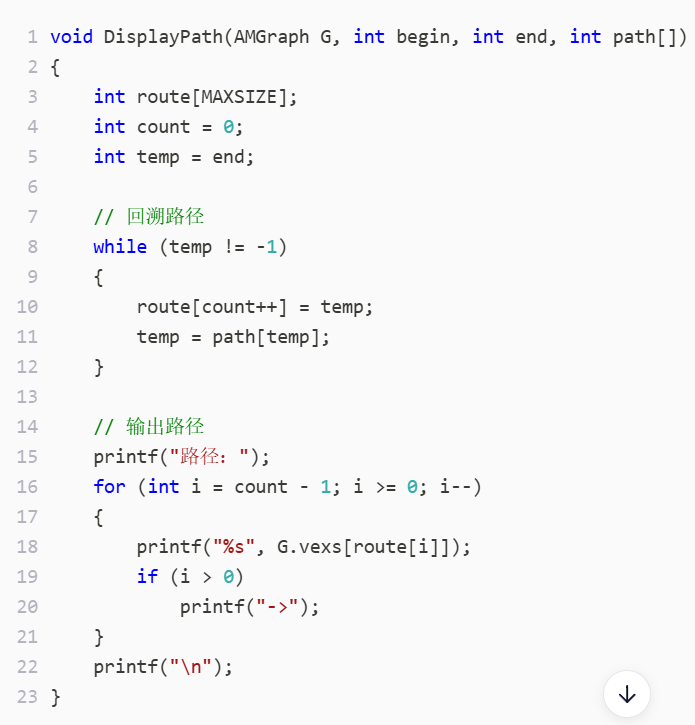 1 void DisplayPath(AMGraph G, int begin, int end, int path[])
2 {
3     int route[MAXSIZE];
4     int count = 0;
5     int temp = end;
6
7     // 回溯路径
8     while (temp != -1)
9     {
10         route[count++] = temp;
11         temp = path[temp];
12     }
13
14     // 输出路径
15     printf("路径: ");
16     for (int i = count - 1; i >= 0; i--)
17     {
18         printf("%s", G.vexs[route[i]]);
19         if (i > 0)
20             printf("->");
21     }
22     printf("\n");
23 }